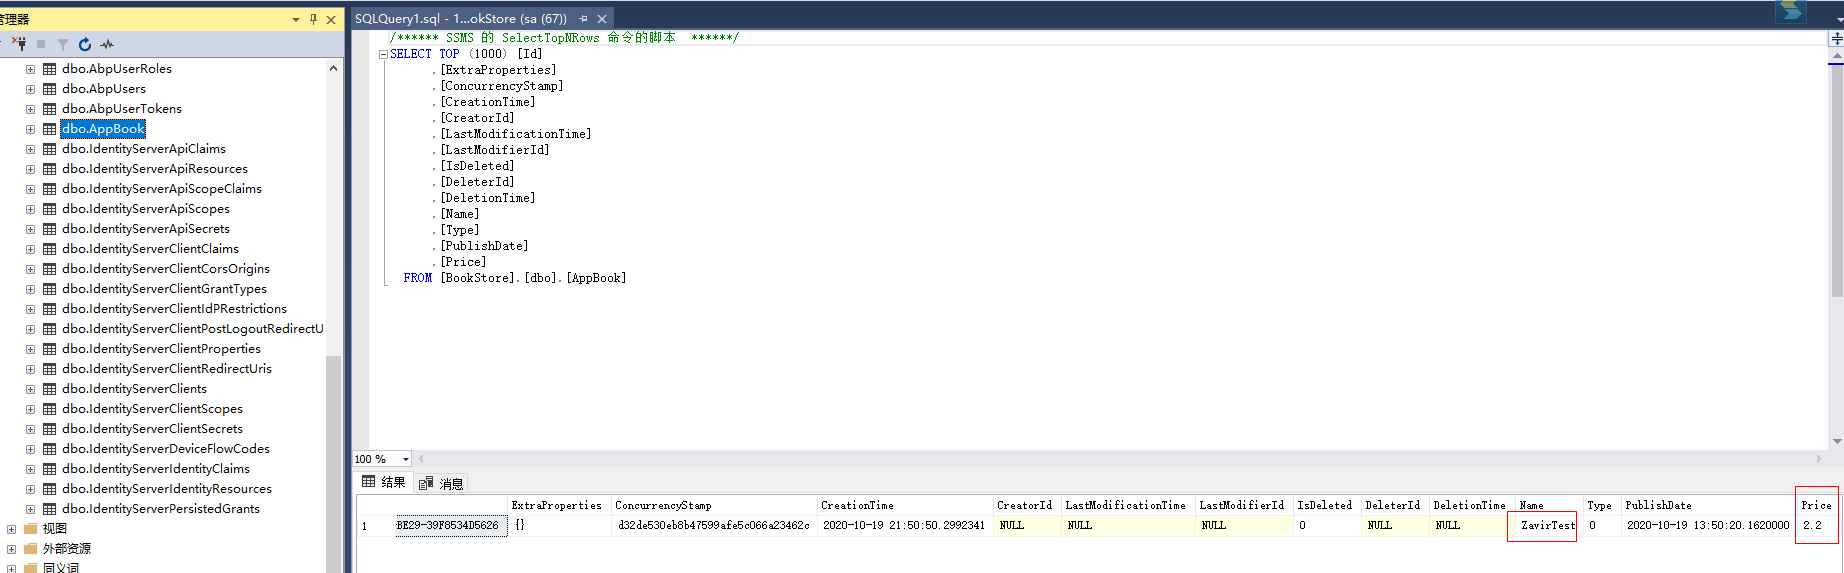 管理器
SQLQuery1.sql - 1...okStore (sa (67))
dbo.AbpUserRoles
dbo.AbpUsers
dbo.AbpUserTokens
dbo.AppBook
dbo.IdentityServerApiClaims
dbo.IdentityServerApiResources
dbo.IdentityServerApiScopeClaims
dbo.IdentityServerApiScopes
dbo.IdentityServerApiSecrets
dbo.IdentityServerClientClaims
dbo.IdentityServerClientCorsOrigins
dbo.IdentityServerClientGrantTypes
dbo.IdentityServerClientIdPRestrictions
dbo.IdentityServerClientPostLogoutRedirectU
dbo.IdentityServerClientProperties
dbo.IdentityServerClientRedirectUris
dbo.IdentityServerClients
dbo.IdentityServerClientScopes
dbo.IdentityServerClientSecrets
dbo.IdentityServerDeviceFlowCodes
dbo.IdentityServerIdentityClaims
dbo.IdentityServerIdentityResources
dbo.IdentityServerPersistedGrants
视图
外部资源
同义词
/****** SSMS 的 SelectTopNRows 命令的脚本  ******/
SELECT TOP (1000) [Id]
,[ExtraProperties]
,[ConcurrencyStamp]
,[CreationTime]
,[CreatorId]
,[LastModificationTime]
,[LastModifierId]
,[IsDeleted]
,[DeleterId]
,[DeletionTime]
,[Name]
,[Type]
,[PublishDate]
,[Price]
FROM [BookStore].[dbo].[AppBook]
100 %
结果 消息
ExtraProperties ConcurrencyStamp CreationTime CreatorId LastModificationTime LastModifierId IsDeleted DeleterId DeletionTime Name Type PublishDate Price
1 BE29-39F8534D5626 {} d32de530eb8b47599afe5c066a23462c 2020-10-19 21:50:50.2992341 NULL NULL NULL 0 NULL NULL ZavirTest 0 2020-10-19 13:50:20.1620000 2.2